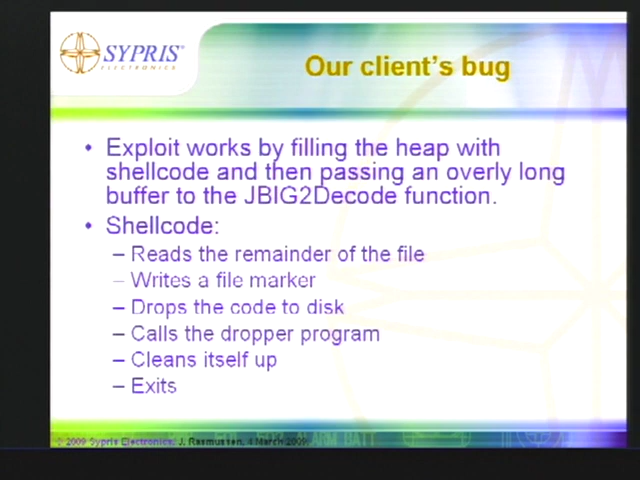 SYPRIS
ELECTRONICS
Our client's bug
• Exploit works by filling the heap with
shellcode and then passing an overly long
buffer to the JBIG2Decode function.
• Shellcode:
– Reads the remainder of the file
– Writes a file marker
– Drops the code to disk
– Calls the dropper program
– Cleans itself up
– Exits
© 2009 Sypris Electronics, J. Rasmussen, 4 March 2009